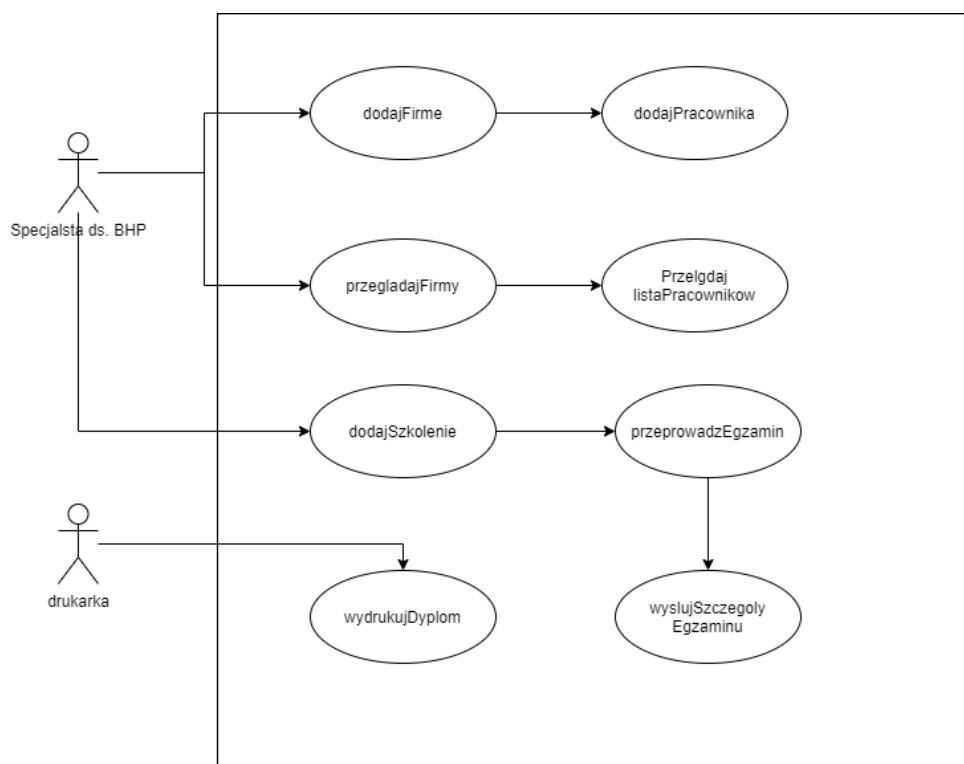 dodajFirme
dodajPracownika
Specjalsta ds. BHP
przegladajFirmy
Przelgdaj
listaPracownikow
dodajSzkolenie
przeprowadzEgzamin
drukarka
wydrukujDyplom
wyslujSzczegoly
Egzaminu